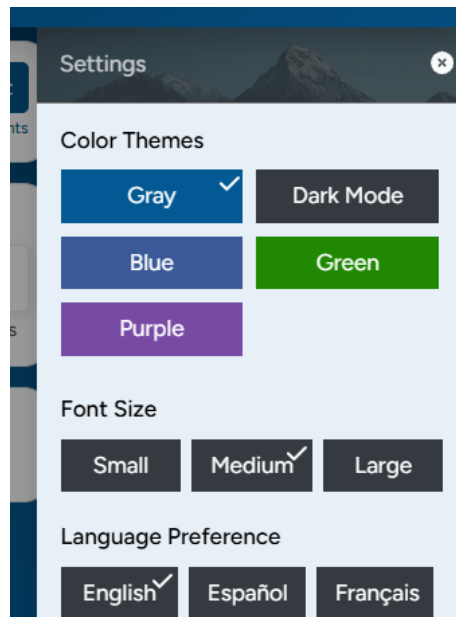 Settings
nts
Color Themes
Gray
Dark Mode
Blue
Green
s
Purple
Font Size
Small
Medium
Large
Language Preference
English
Español
Français